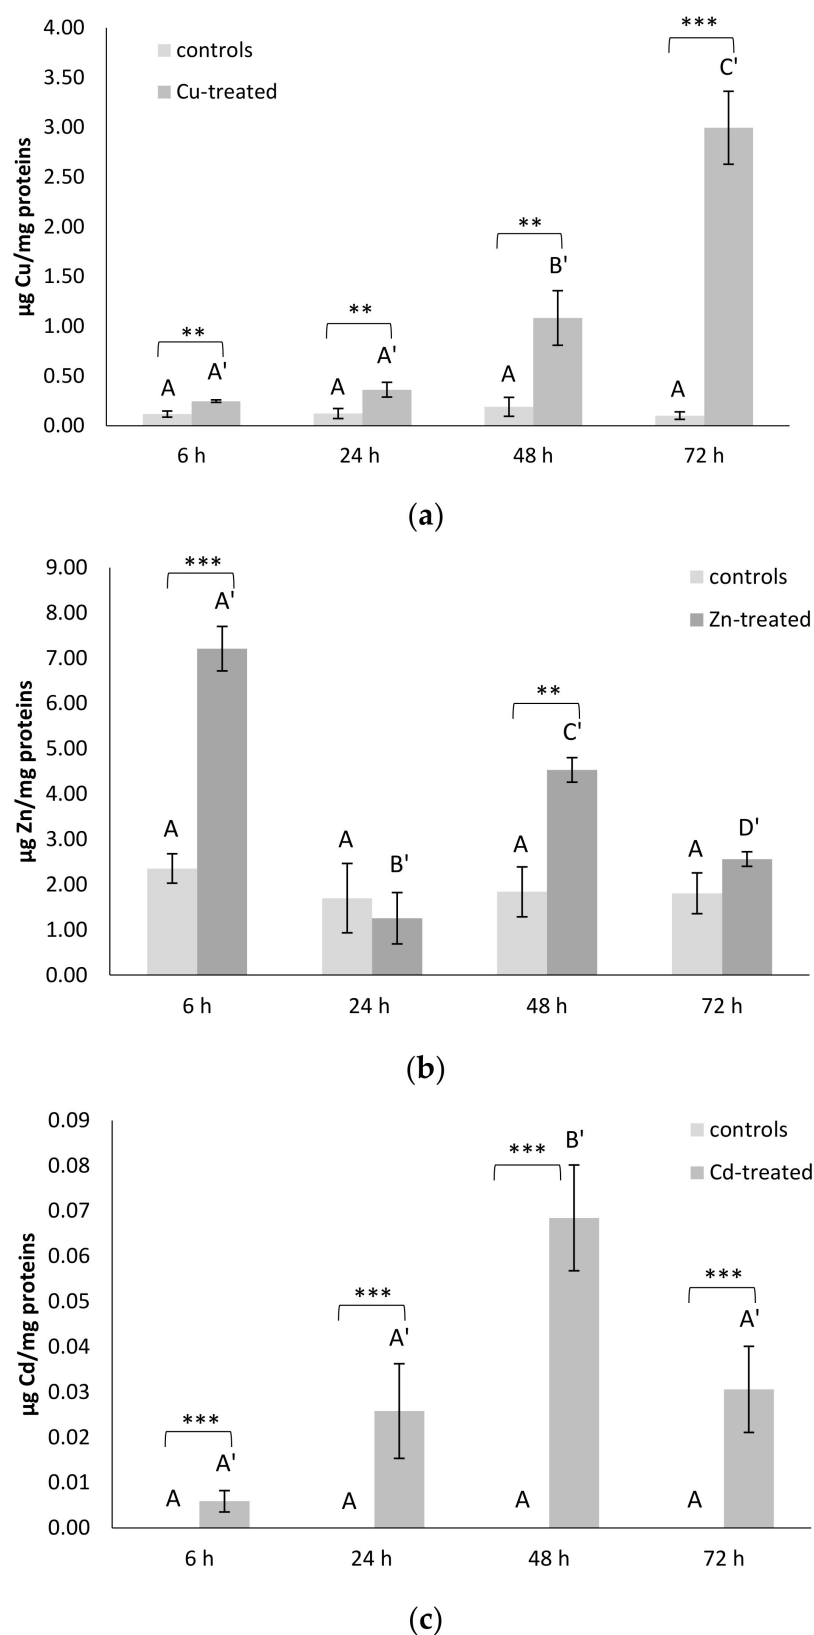 4.00
3.50
3.00
2.50
2.00
1.50
1.00
0.50
0.00
µg Cu/mg proteins
controls
Cu-treated
**
A
A'
**
A
A'
**
A
B'
***
A
C'
6 h
24 h
48 h
72 h
(a)
9.00
8.00
7.00
6.00
5.00
4.00
3.00
2.00
1.00
0.00
µg Zn/mg proteins
controls
Zn-treated
***
A
A'
A
B'
**
A
C'
A
D'
6 h
24 h
48 h
72 h
(b)
0.09
0.08
0.07
0.06
0.05
0.04
0.03
0.02
0.01
0.00
µg Cd/mg proteins
controls
Cd-treated
***
A
A'
***
A
A'
***
A
B'
***
A
A'
6 h
24 h
48 h
72 h
(c)